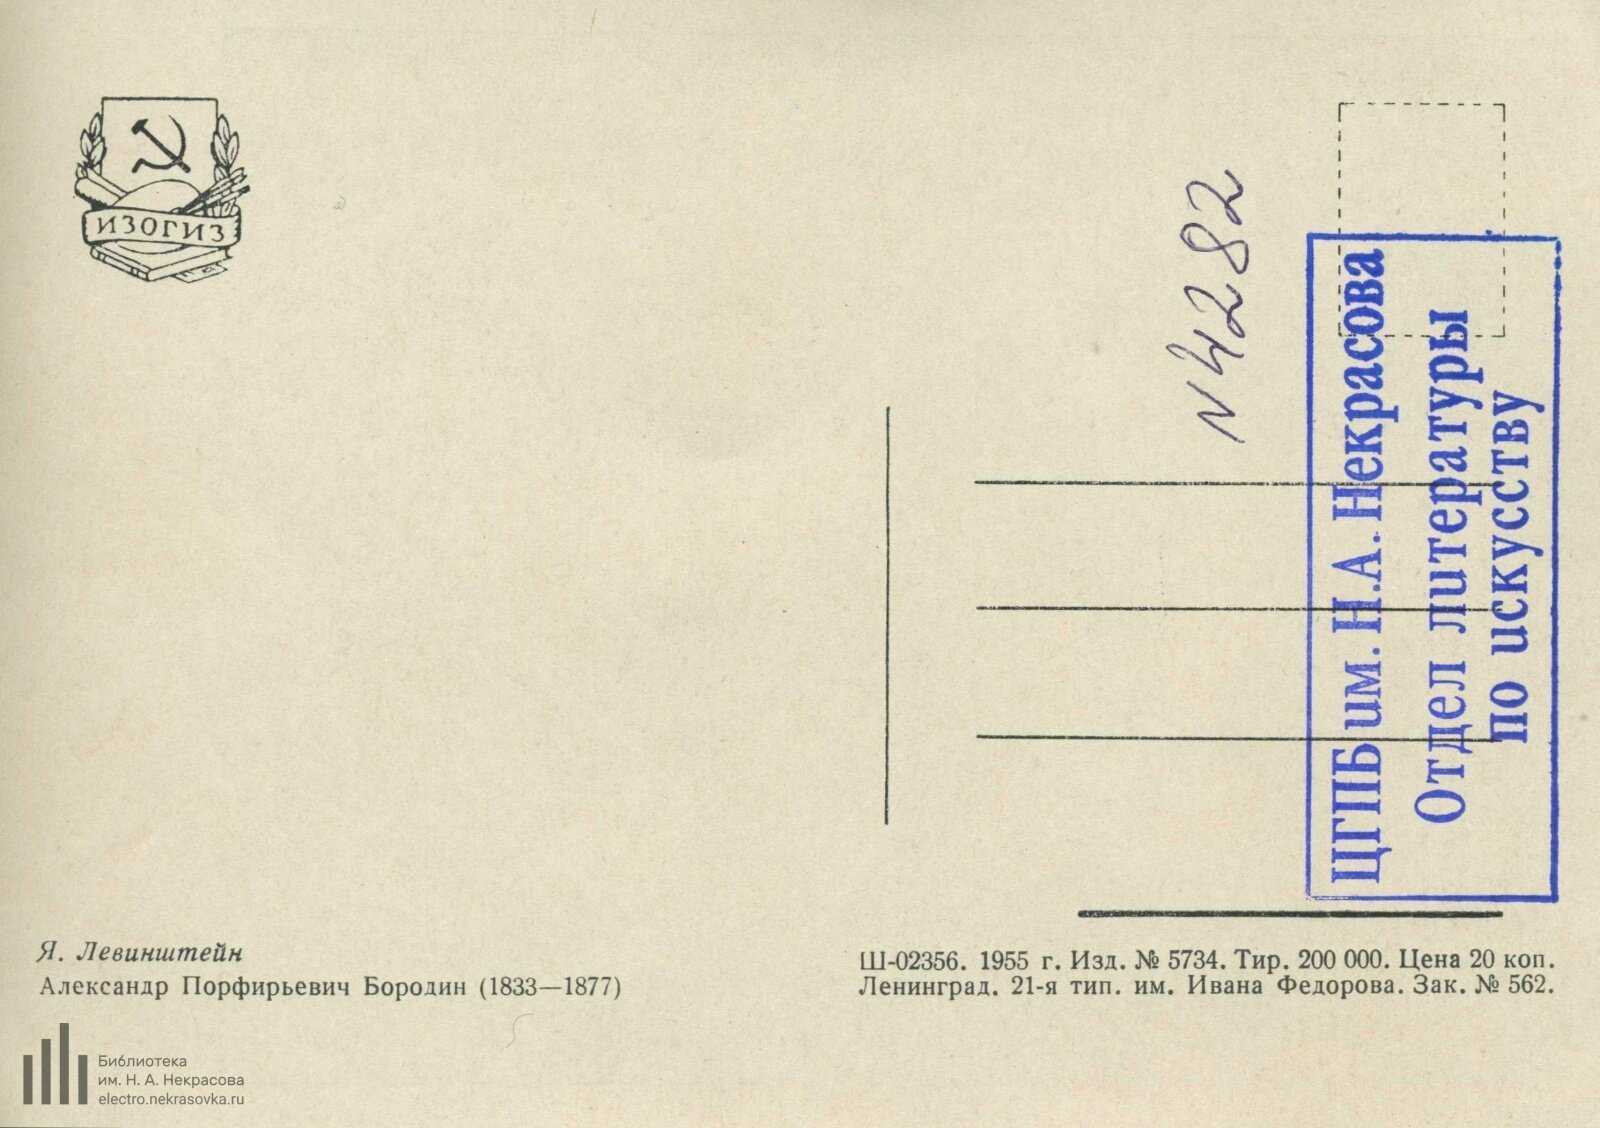 ИЗОГИЗ
N 4282
ЦГПБ им. Н.А. Некрасова
Отдел литературы
по искусству
Я. Левинштейн
Александр Порфирьевич Бородин (1833—1877)
Ш-02356. 1955 г. Изд. № 5734. Тир. 200 000. Цена 20 коп.
Ленинград. 21-я тип. им. Ивана Федорова. Зак. № 562.
Библиотека
им. Н. А. Некрасова
electro.nekrasovka.ru